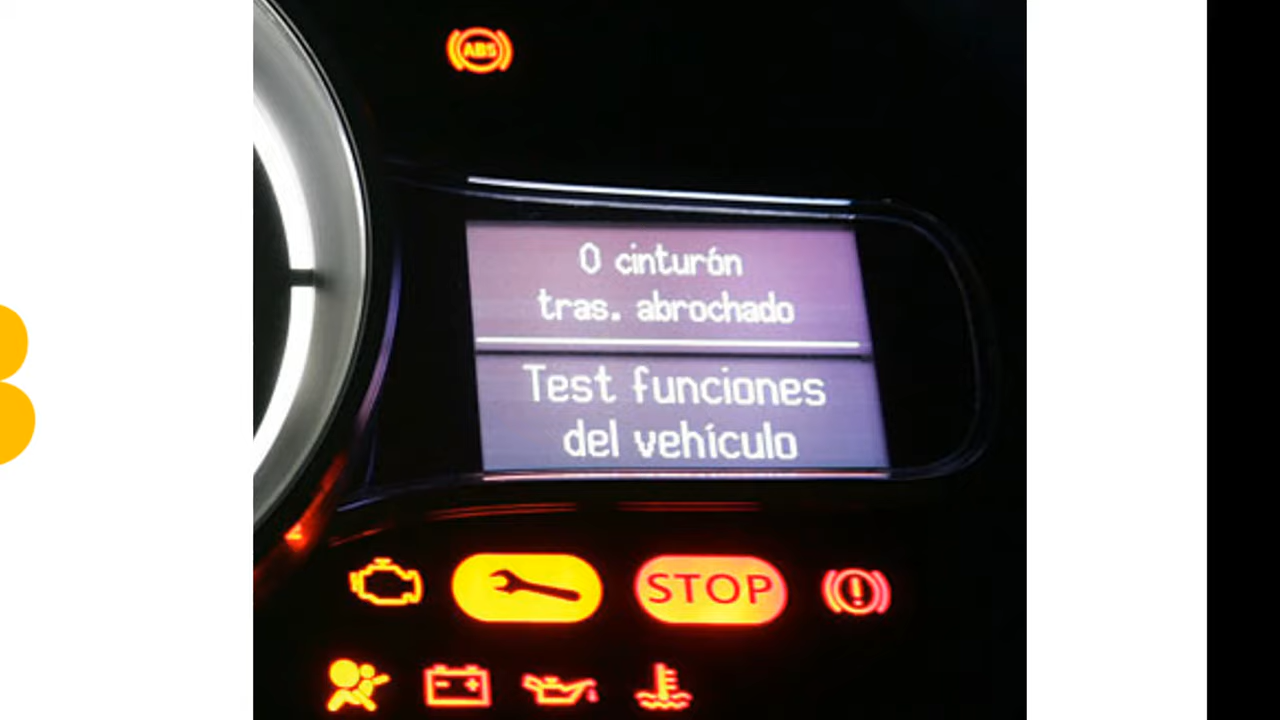 ABS
0 cinturón
tras. abrochado
Test funciones
del vehículo
STOP